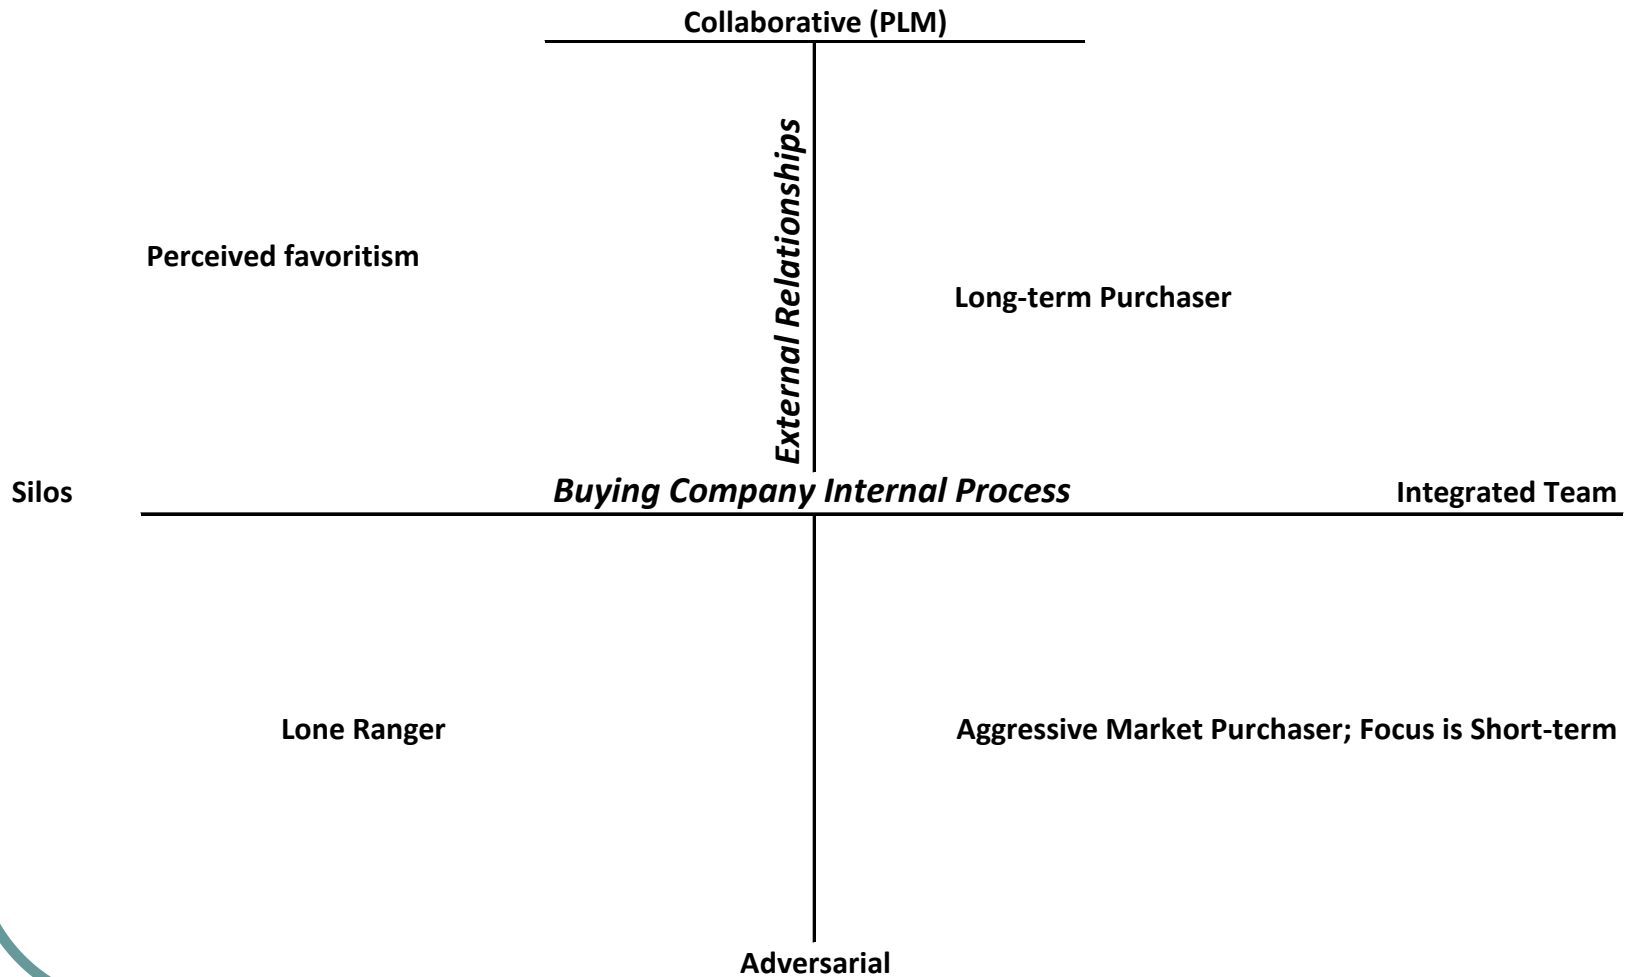 Collaborative (PLM)
External Relationships
Perceived favoritism
Long-term Purchaser
Silos
Buying Company Internal Process
Integrated Team
Lone Ranger
Aggressive Market Purchaser; Focus is Short-term
Adversarial